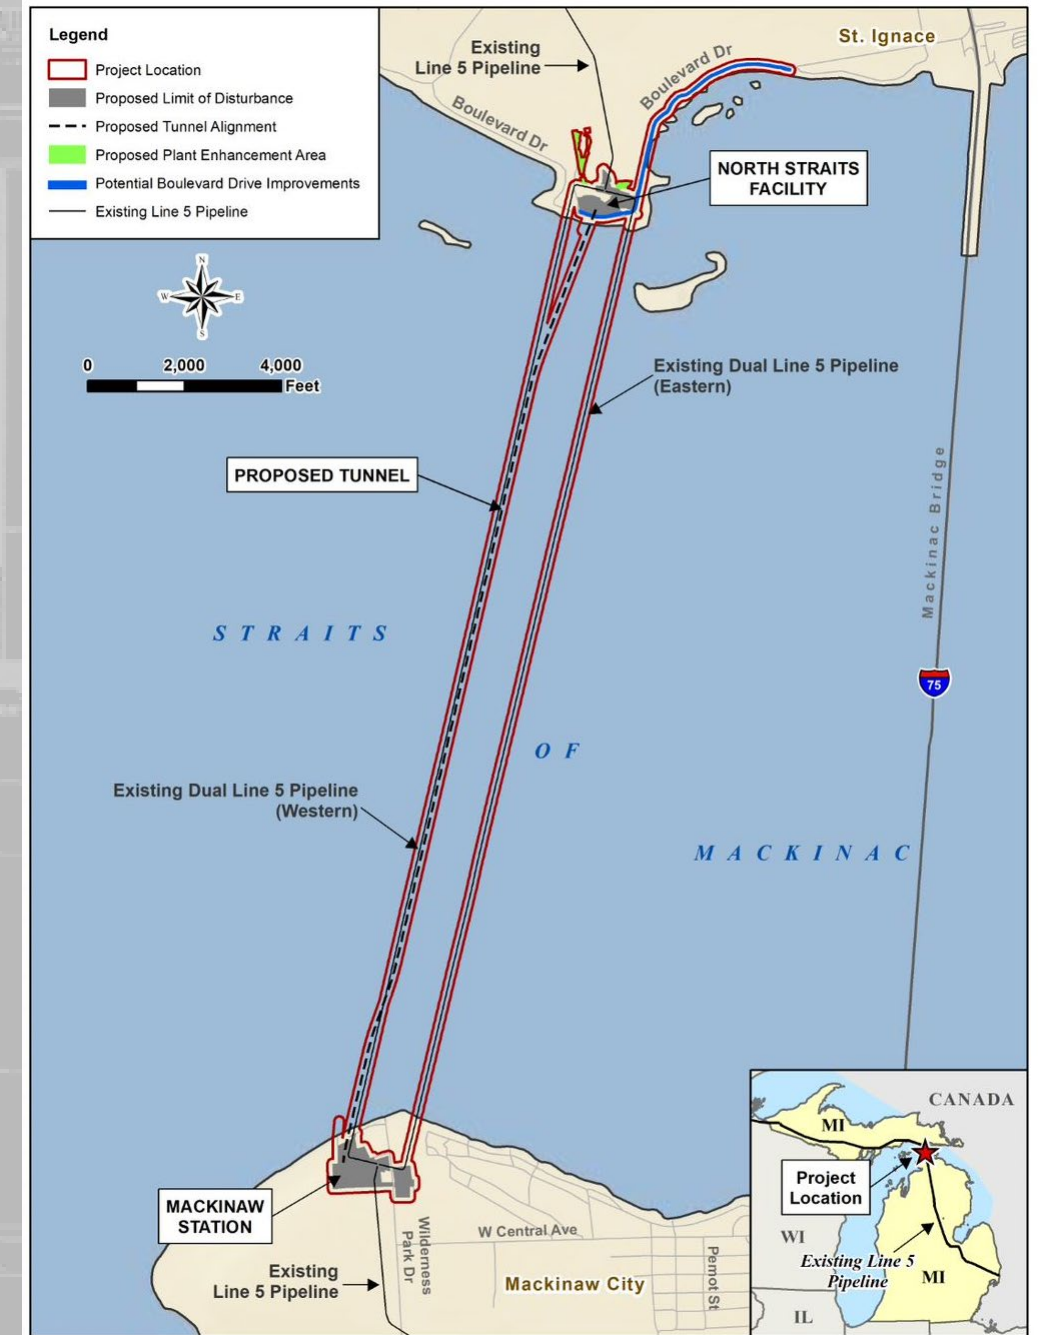 Legend
Project Location
Proposed Limit of Disturbance
Proposed Tunnel Alignment
Proposed Plant Enhancement Area
Potential Boulevard Drive Improvements
Existing Line 5 Pipeline
Existing
Line 5 Pipeline
Boulevard Dr
Boulevard Dr
St. Ignace
NORTH STRAITS
FACILITY
N
W
E
S
0 2,000 4,000
Feet
Existing Dual Line 5 Pipeline
(Eastern)
PROPOSED TUNNEL
Mackinac Bridge
STRAITS
75
OF
Existing Dual Line 5 Pipeline
(Western)
MACKINAC
MACKINAW
STATION
Existing
Line 5 Pipeline
Wilderness
Park Dr
W Central Ave
Mackinaw City
Pemot St
CANADA
MI
Project
Location
WI
Existing Line 5
Pipeline
MI
IL